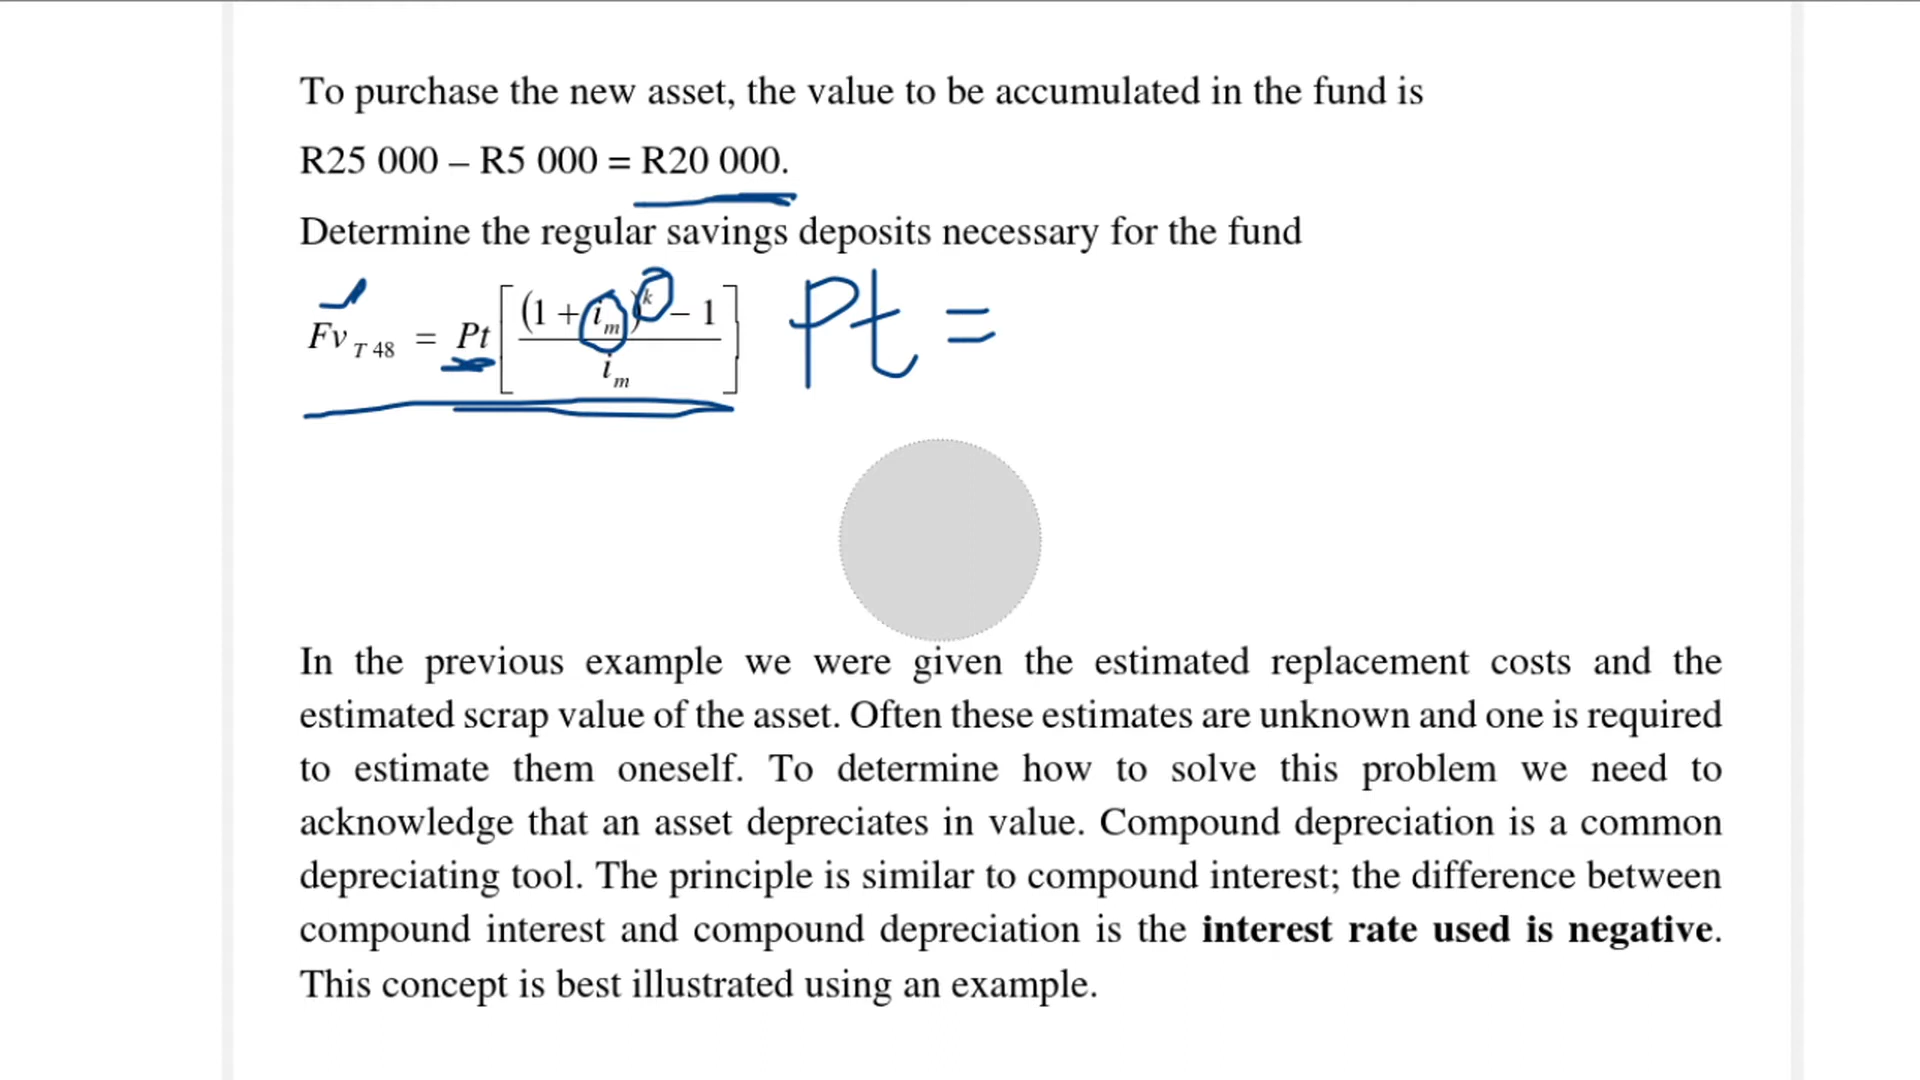 To purchase the new asset, the value to be accumulated in the fund is
R25 000 – R5 000 = R20 000.
Determine the regular savings deposits necessary for the fund
Fv T 48 = Pt [ (1 + i m ) k – 1 / i m ] Pt =
In the previous example we were given the estimated replacement costs and the
estimated scrap value of the asset. Often these estimates are unknown and one is required
to estimate them oneself. To determine how to solve this problem we need to
acknowledge that an asset depreciates in value. Compound depreciation is a common
depreciating tool. The principle is similar to compound interest; the difference between
compound interest and compound depreciation is the interest rate used is negative.
This concept is best illustrated using an example.